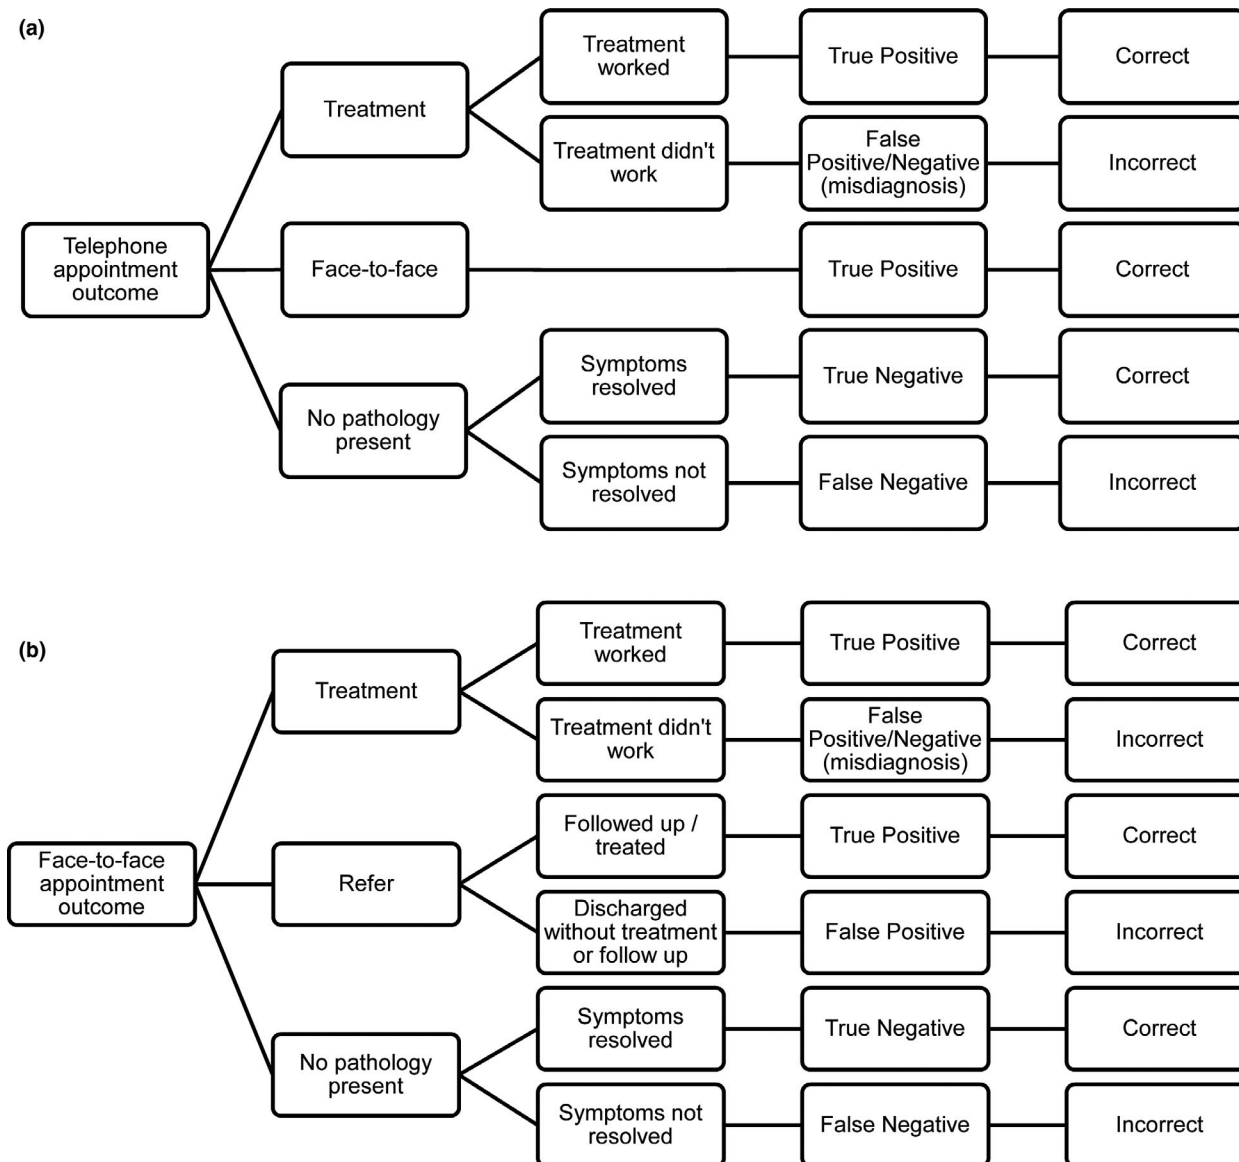 (a)
Telephone
appointment
outcome
Treatment
Treatment
worked
True Positive
Correct
Treatment didn't
work
False
Positive/Negative
(misdiagnosis)
Incorrect
Face-to-face
True Positive
Correct
No pathology
present
Symptoms
resolved
True Negative
Correct
Symptoms not
resolved
False Negative
Incorrect
(b)
Face-to-face
appointment
outcome
Treatment
Treatment
worked
True Positive
Correct
Treatment didn't
work
False
Positive/Negative
(misdiagnosis)
Incorrect
Refer
Followed up /
treated
True Positive
Correct
Discharged
without treatment
or follow up
False Positive
Incorrect
No pathology
present
Symptoms
resolved
True Negative
Correct
Symptoms not
resolved
False Negative
Incorrect